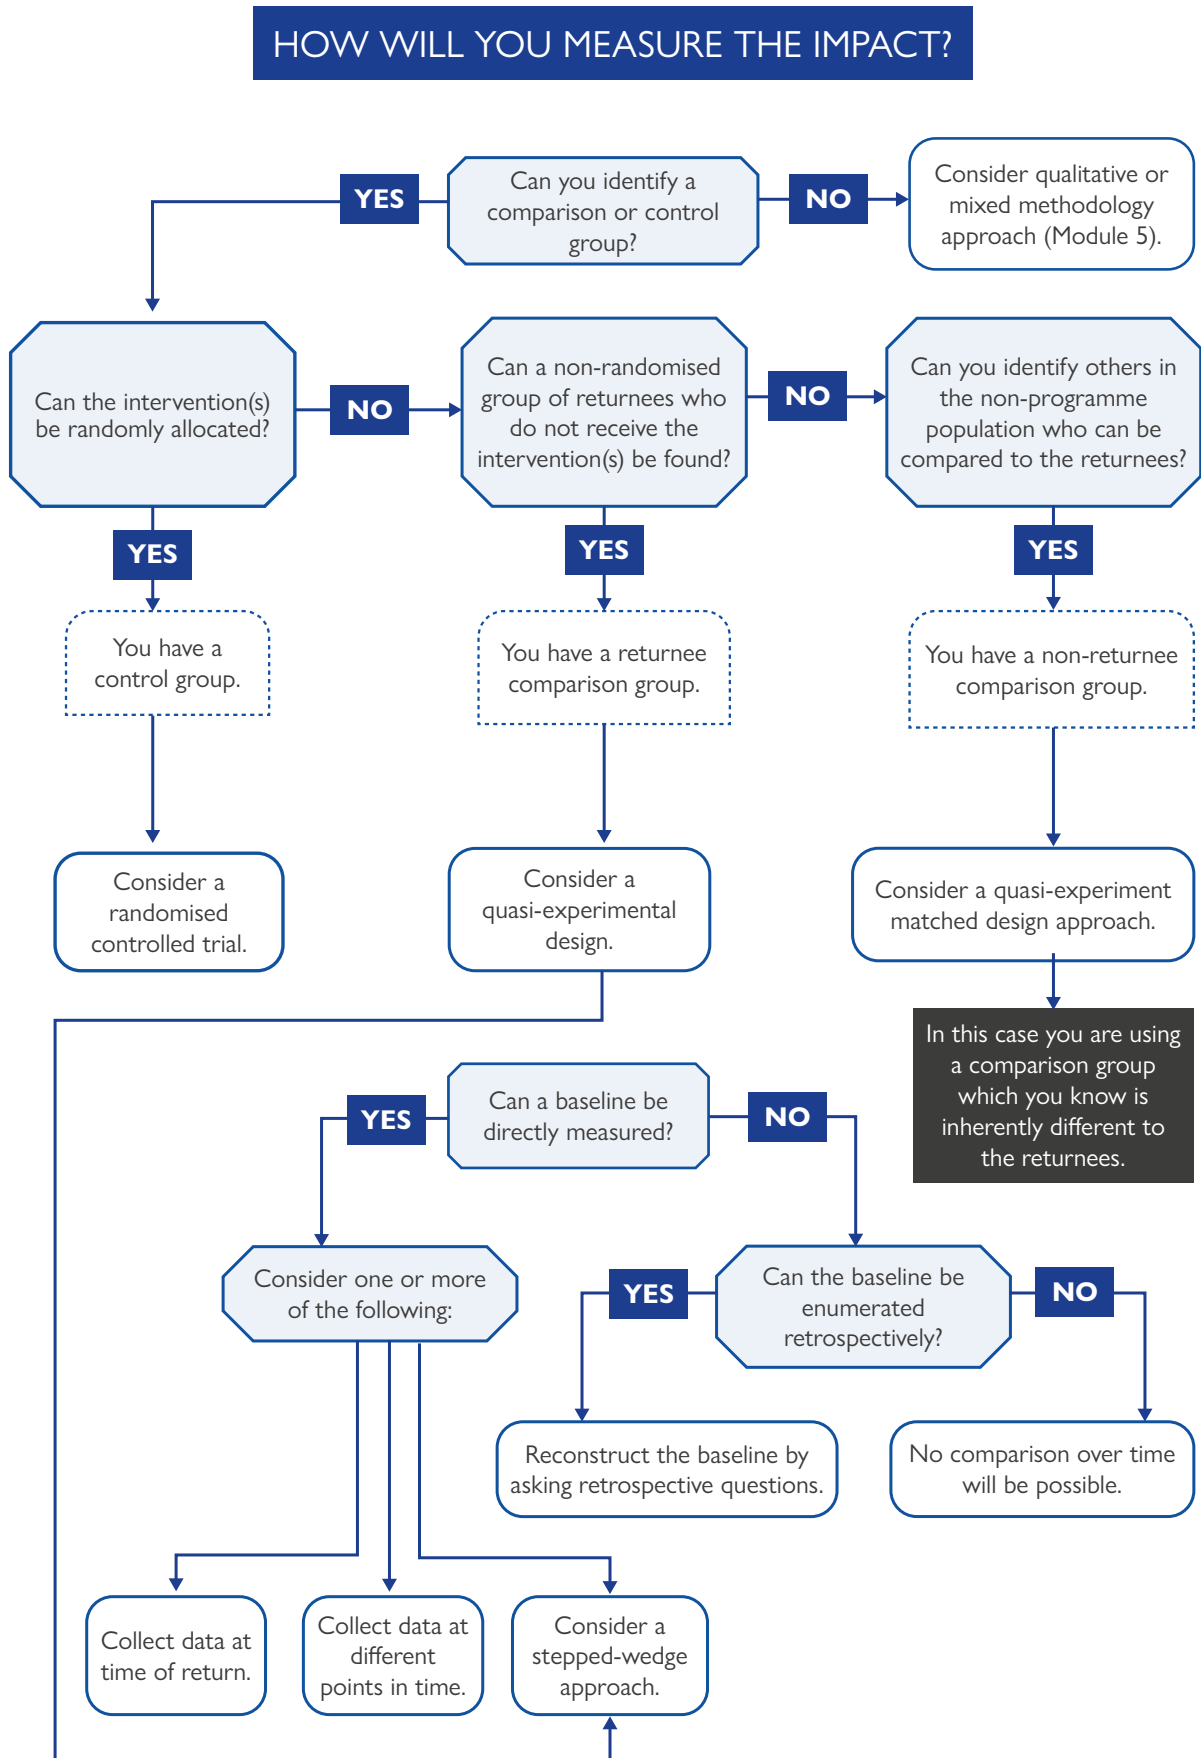 HOW WILL YOU MEASURE THE IMPACT?
Can you identify a
comparison or control
group?
YES
NO
Consider qualitative or
mixed methodology
approach (Module 5).
Can the intervention(s)
be randomly allocated?
NO
Can a non-randomised
group of returnees who
do not receive the
intervention(s) be found?
NO
Can you identify others in
the non-programme
population who can be
compared to the returnees?
YES
YES
YES
You have a
control group.
You have a returnee
comparison group.
You have a non-returnee
comparison group.
Consider a
randomised
controlled trial.
Consider a
quasi-experimental
design.
Consider a quasi-experiment
matched design approach.
In this case you are using
a comparison group
which you know is
inherently different to
the returnees.
Can a baseline be
directly measured?
YES
NO
Consider one or more
of the following:
Can the baseline be
enumerated
retrospectively?
YES
NO
Reconstruct the baseline by
asking retrospective questions.
No comparison over time
will be possible.
Collect data at
time of return.
Collect data at
different
points in time.
Consider a
stepped-wedge
approach.